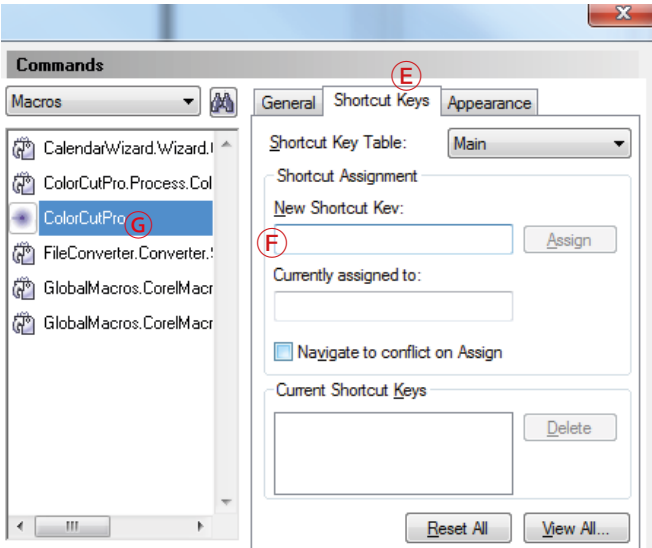 Commands
Macros
CalendarWizard.Wizard.
ColorCutPro.Process.Col
ColorCutPro
G
FileConverter.Converter.
GlobalMacros.CorelMacr
GlobalMacros.CorelMacr
E
General Shortcut Keys Appearance
Shortcut Key Table: Main
Shortcut Assignment
New Shortcut Key:
F
Assign
Currently assigned to:
Navigate to conflict on Assign
Current Shortcut Keys
Delete
Reset All View All...